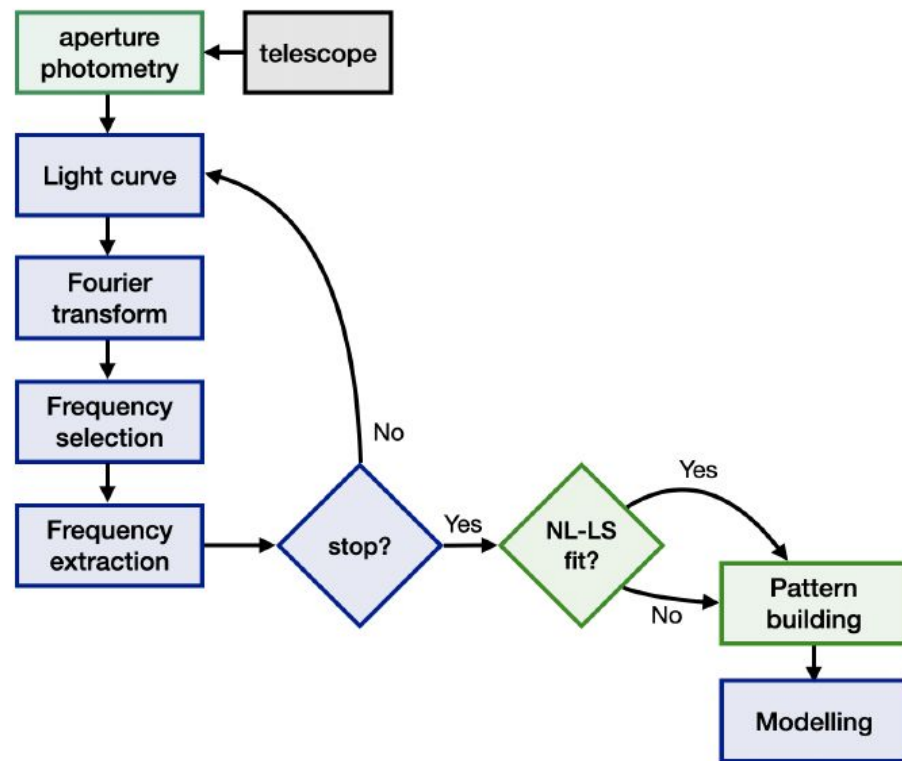 aperture
photometry
telescope
Light curve
Fourier
transform
Frequency
selection
No
Frequency
extraction
stop?
Yes
NL-LS
fit?
Yes
No
Pattern
building
Modelling